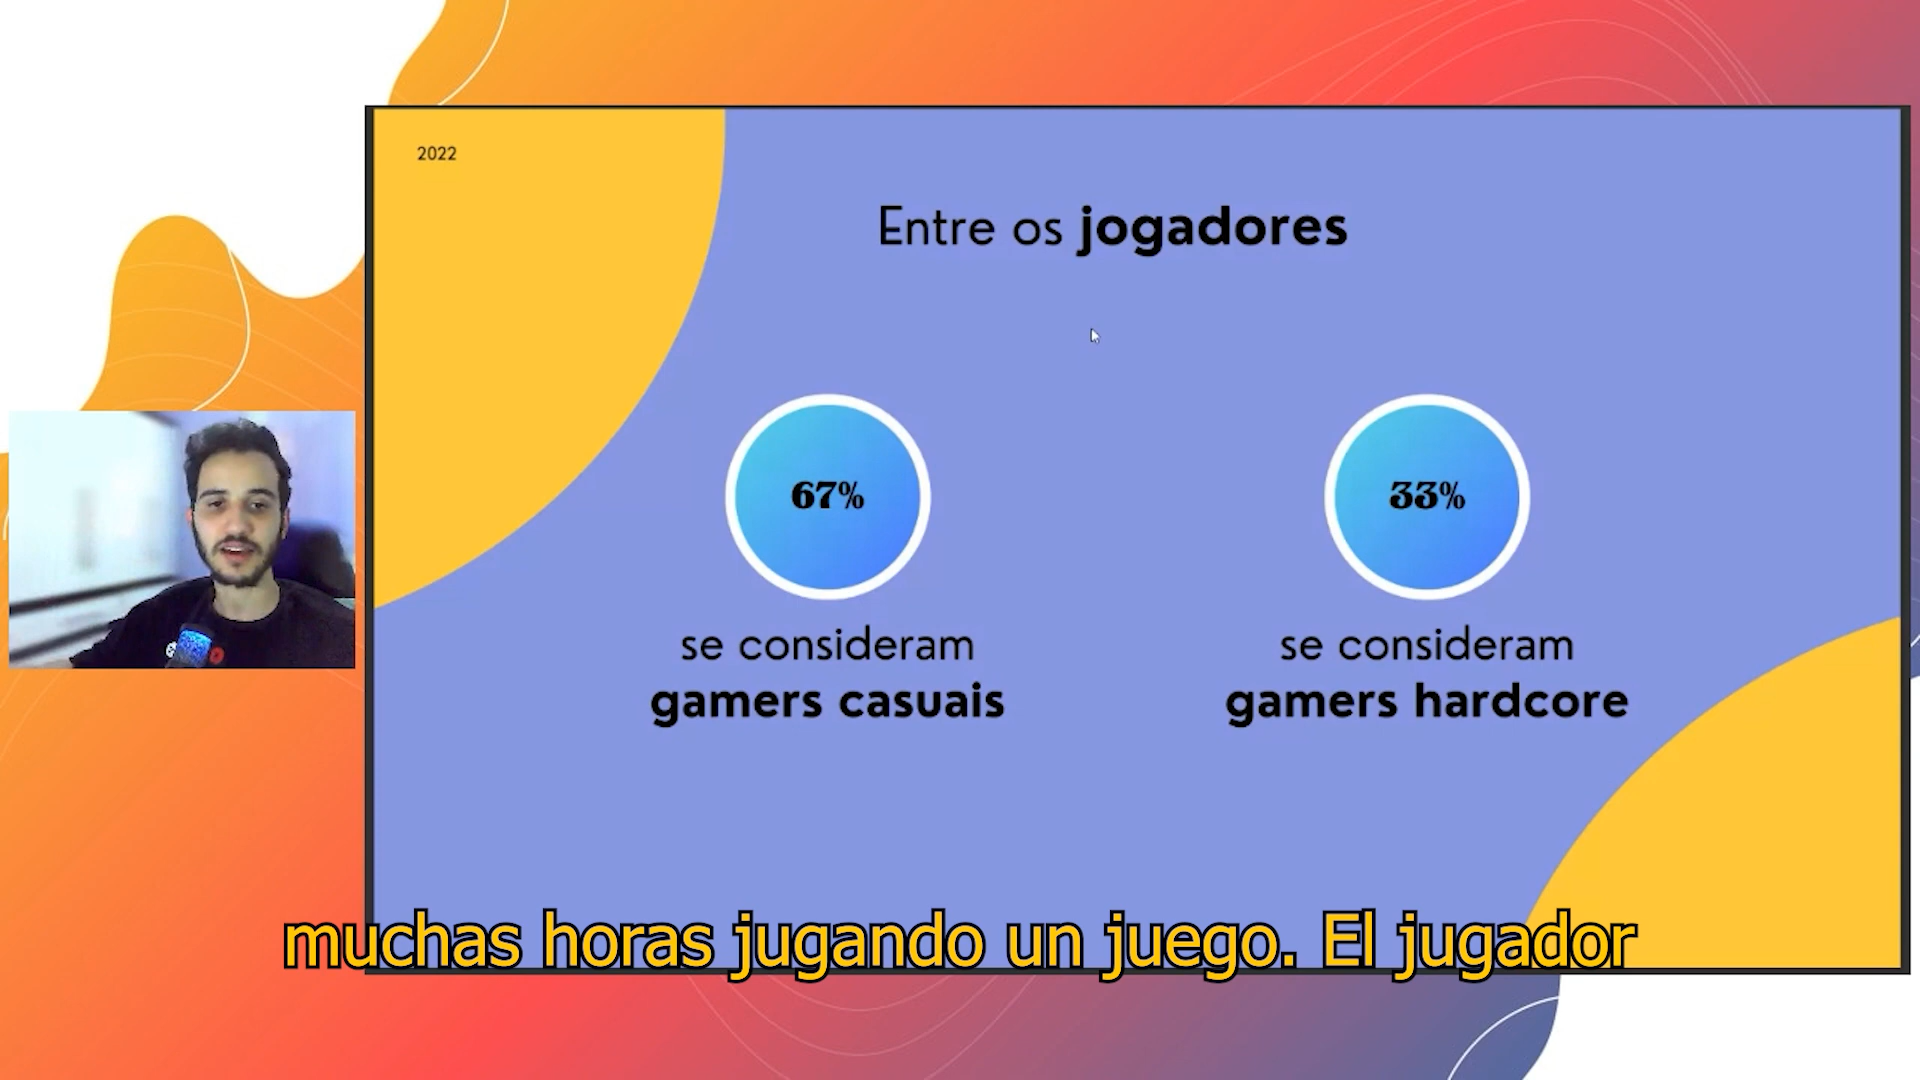 2022
Entre os jogadores
67%
33%
se consideram
gamers casuais
se consideram
gamers hardcore
muchas horas jugando un juego. El jugador